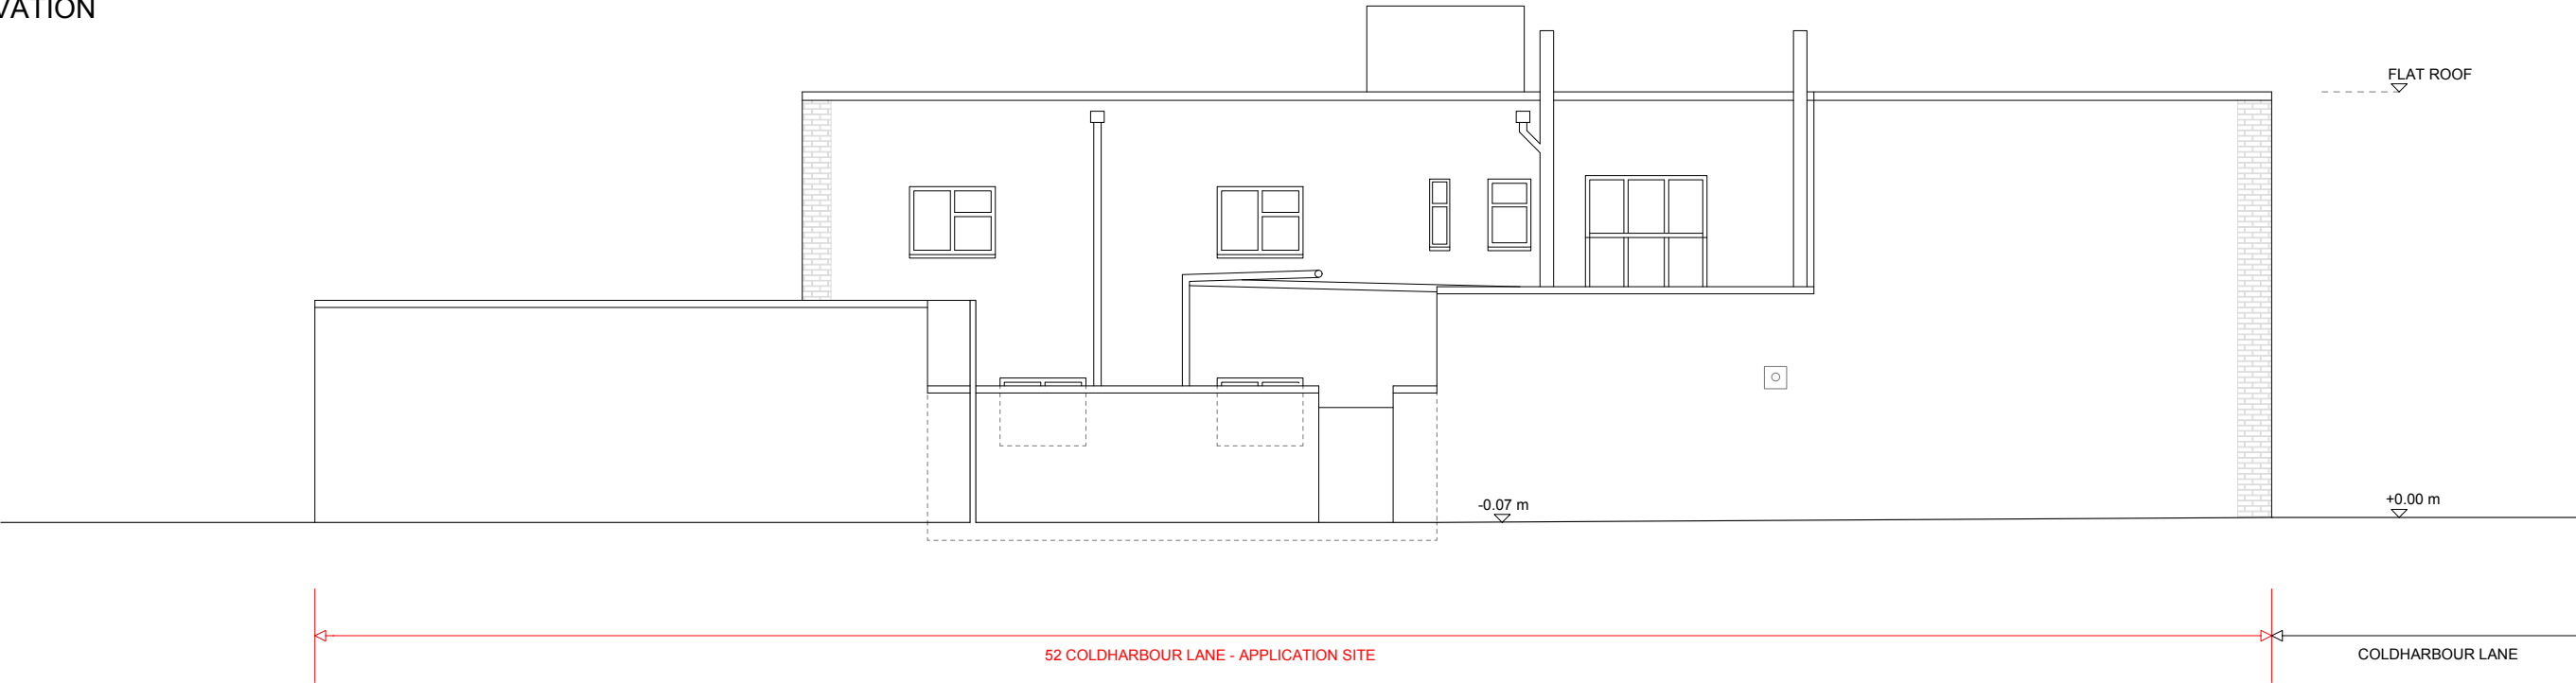 VATION
FLAT ROOF
-0.07 m
+0.00 m
52 COLDHARBOUR LANE - APPLICATION SITE
COLDHARBOUR LANE